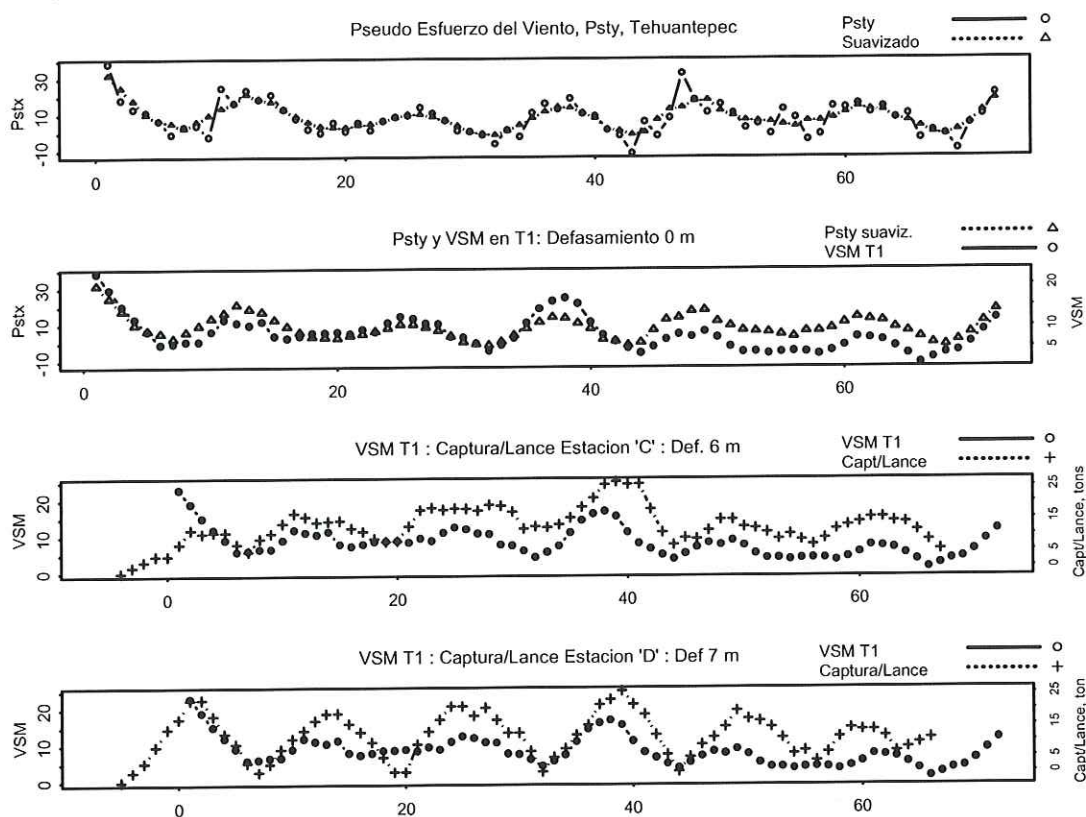 Pseudo Esfuerzo del Viento, Psty, Tehuantepec
Psty
Suavizado
Pstx
-10 10 30
0 20 40 60
Psty y VSM en T1: Defasamiento 0 m
Psty suaviz.
VSM T1
Pstx
-10 10 30
VSM
5 10 20
0 20 40 60
VSM T1 : Captura/Lance Estacion 'C' : Def. 6 m
VSM T1
Capt/Lance
VSM
0 10 20
Capt/Lance, tons
0 5 15 25
0 20 40 60
VSM T1 : Captura/Lance Estacion 'D' : Def 7 m
VSM T1
Captura/Lance
VSM
0 10 20
Capt/Lance, ton
0 5 15 25
0 20 40 60